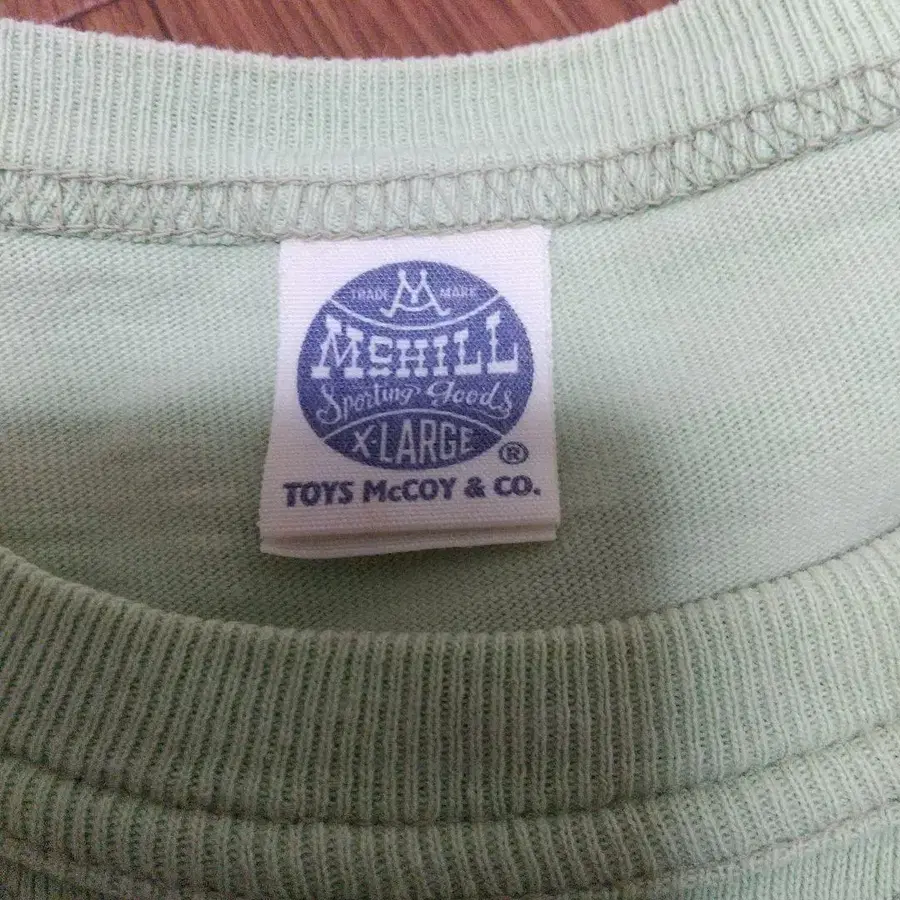 TRADE MARK
McHILL
Sporting Goods
X-LARGE
®
TOYS McCOY & CO.